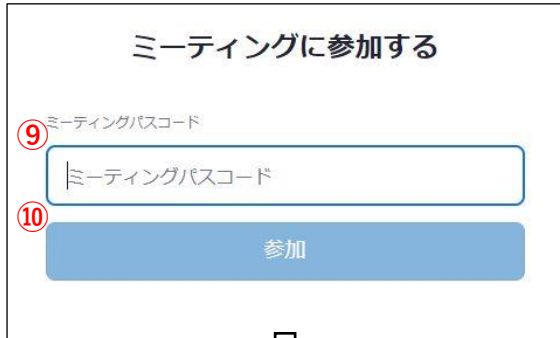 ミーティングに参加する
⑨ ミーティングパスコード
ミーティングパスコード
⑩
参加